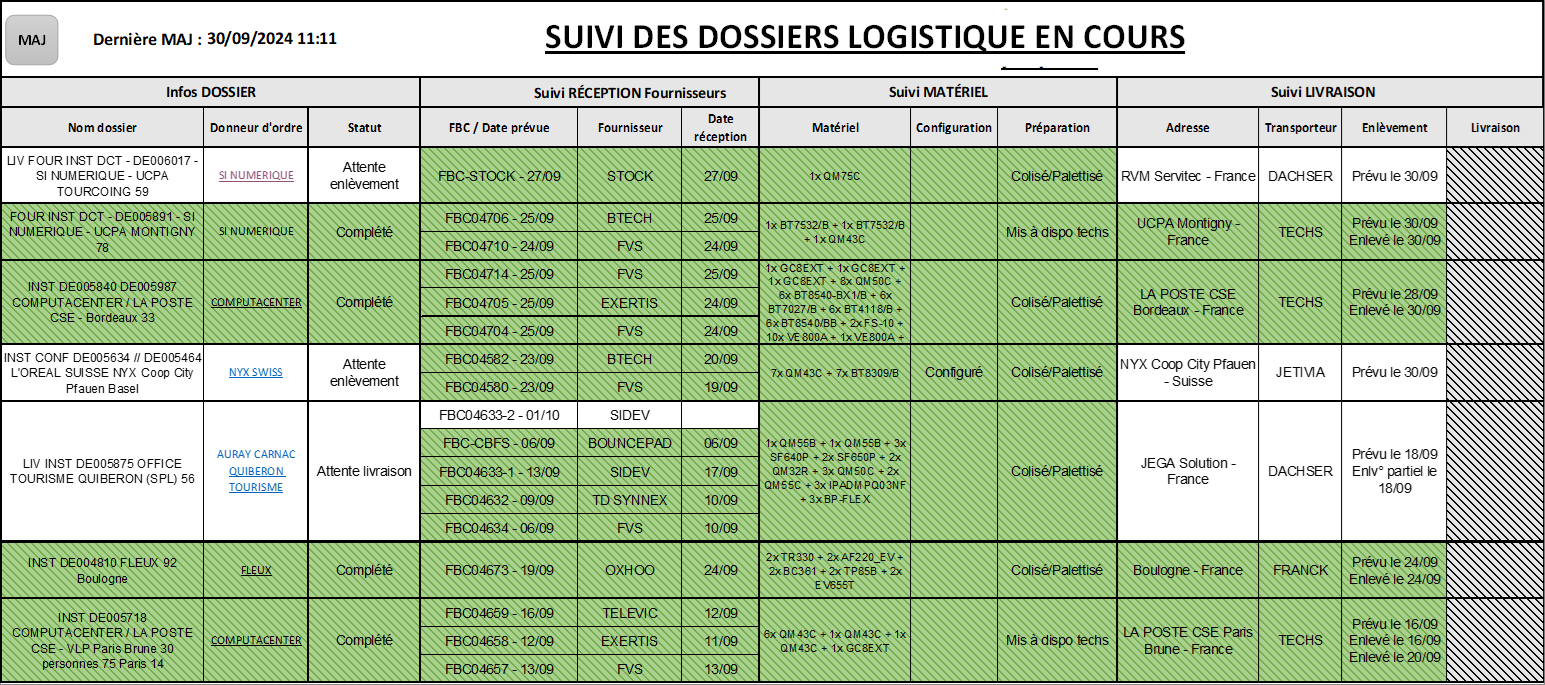 MAJ
Dernière MAJ : 30/09/2024 11:11
SUIVI DES DOSSIERS LOGISTIQUE EN COURS
Infos DOSSIER
Suivi RÉCEPTION Fournisseurs
Suivi MATÉRIEL
Suivi LIVRAISON
Nom dossier
Donneur d'ordre
Statut
FBC / Date prévue
Fournisseur
Date
réception
Matériel
Configuration
Préparation
Adresse
Transporteur
Enlèvement
Livraison
LIV FOUR INST DCT - DE006017 -
SI NUMERIQUE - UCPA
TOURCOING 59
SI NUMERIQUE
Attente
enlèvement
FBC-STOCK - 27/09
STOCK
27/09
1x QM75C
Colisé/Palettisé
RVM Servitec - France
DACHSER
Prévu le 30/09
FOUR INST DCT - DE005891 - SI
NUMERIQUE - UCPA MONTIGNY
78
SI NUMERIQUE
Complété
FBC04706 - 25/09
BTECH
25/09
FBC04710 - 24/09
FVS
24/09
1x BT7532/B + 1x BT7532/B
+ 1x QM43C
Mis à dispo techs
UCPA Montigny -
France
TECHS
Prévu le 30/09
Enlevé le 30/09
INST DE005840 DE005987
COMPUTACENTER / LA POSTE
CSE - Bordeaux 33
COMPUTACENTER
Complété
FBC04714 - 25/09
FVS
25/09
FBC04705 - 25/09
EXERTIS
24/09
FBC04704 - 25/09
FVS
24/09
1x GC8EXT + 1x GC8EXT +
1x GC8EXT + 8x QM50C +
6x BT8540-BX1/B + 6x
BT7027/B + 6x BT4118/B +
6x BT8540/BB + 2x FS-10 +
10x VE800A + 1x VE800A +
Colisé/Palettisé
LA POSTE CSE
Bordeaux - France
TECHS
Prévu le 28/09
Enlevé le 30/09
INST CONF DE005634 // DE005464
L'OREAL SUISSE NYX Coop City
Pfauen Basel
NYX SWISS
Attente
enlèvement
FBC04582 - 23/09
BTECH
20/09
FBC04580 - 23/09
FVS
19/09
7x QM43C + 7x BT8309/B
Configuré
Colisé/Palettisé
NYX Coop City Pfauen
- Suisse
JETIVIA
Prévu le 30/09
LIV INST DE005875 OFFICE
TOURISME QUIBERON (SPL) 56
AURAY CARNAC
QUIBERON
TOURISME
Attente livraison
FBC04633-2 - 01/10
SIDEV
FBC-CBFS - 06/09
BOUNCEPAD
06/09
FBC04633-1 - 13/09
SIDEV
17/09
FBC04632 - 09/09
TD SYNNEX
10/09
FBC04634 - 06/09
FVS
10/09
1x QM55B + 1x QM55B + 3x
SF640P + 2x SF650P + 2x
QM32R + 3x QM50C + 2x
QM55C + 3x IPADMPQ03NF
+ 3x BP-FLEX
Colisé/Palettisé
JEGA Solution -
France
DACHSER
Prévu le 18/09
Enlv° partiel le
18/09
INST DE004810 FLEUX 92
Boulogne
FLEUX
Complété
FBC04673 - 19/09
OXHOO
24/09
2x TR330 + 2x AF220_EV +
2x BC361 + 2x TP85B + 2x
EV655T
Colisé/Palettisé
Boulogne - France
FRANCK
Prévu le 24/09
Enlevé le 24/09
INST DE005718
COMPUTACENTER / LA POSTE
CSE - VLP Paris Brune 30
personnes 75 Paris 14
COMPUTACENTER
Complété
FBC04659 - 16/09
TELEVIC
12/09
FBC04658 - 12/09
EXERTIS
11/09
FBC04657 - 13/09
FVS
13/09
6x QM43C + 1x QM43C + 1x
QM43C + 1x GC8EXT
Mis à dispo techs
LA POSTE CSE Paris
Brune - France
TECHS
Prévu le 16/09
Enlevé le 16/09
Enlevé le 20/09